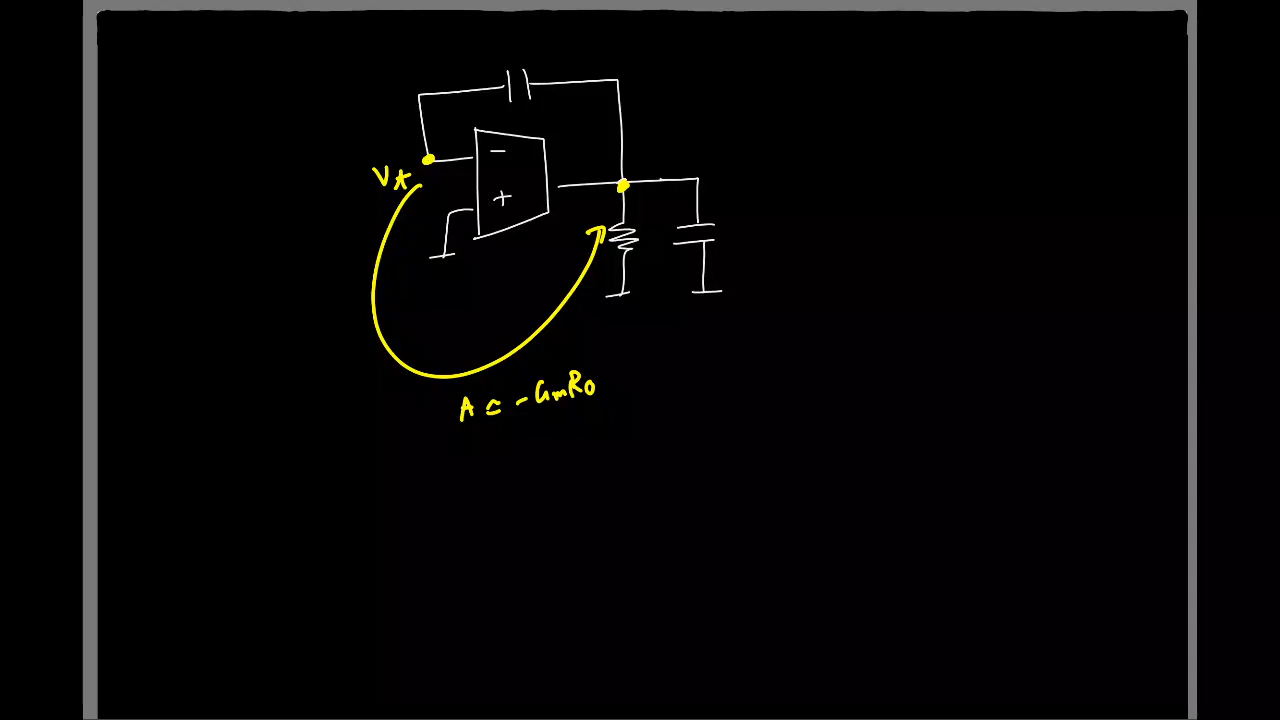 −
Vx
+
A = -GmRo